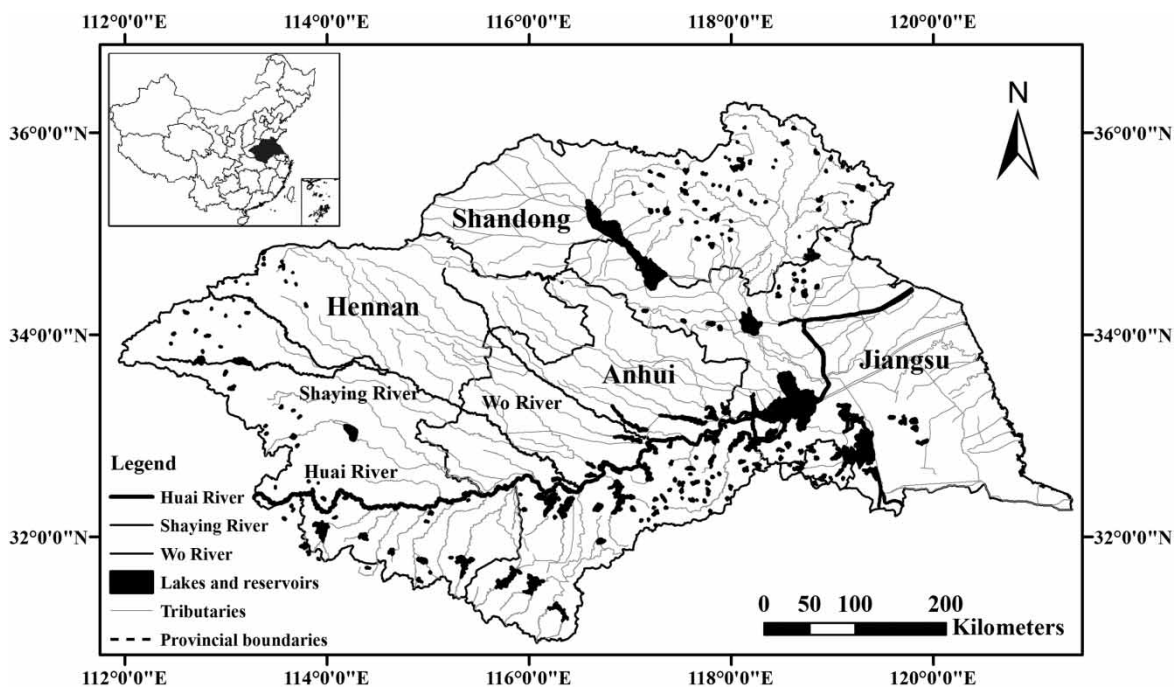 112°0'0"E 114°0'0"E 116°0'0"E 118°0'0"E 120°0'0"E
N
36°0'0"N 36°0'0"N
Shandong
Hennan
34°0'0"N 34°0'0"N
Jiangsu
Anhui
Shaying River Wo River
Legend
Huai River
Huai River
Shaying River
32°0'0"N 32°0'0"N
Wo River
Lakes and reservoirs
Tributaries
Provincial boundaries
0 50 100 200
Kilometers
112°0'0"E 114°0'0"E 116°0'0"E 118°0'0"E 120°0'0"E